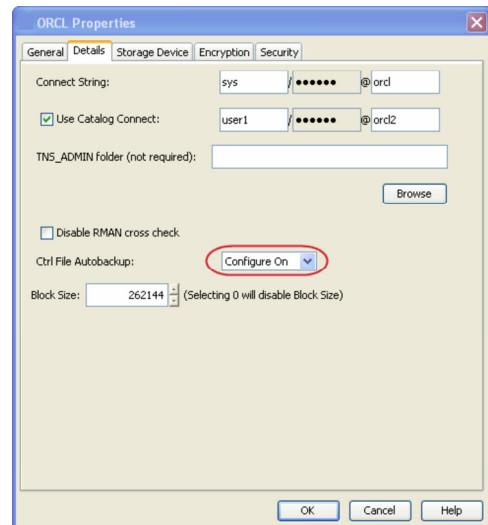 ORCL Properties
General Details Storage Device Encryption Security
Connect String: sys / •••••• @ orcl
Use Catalog Connect: user1 / •••••• @ orcl2
TNS_ADMIN folder (not required):
Browse
Disable RMAN cross check
Ctrl File Autobackup: Configure On
Block Size: 262144 (Selecting 0 will disable Block Size)
OK Cancel Help